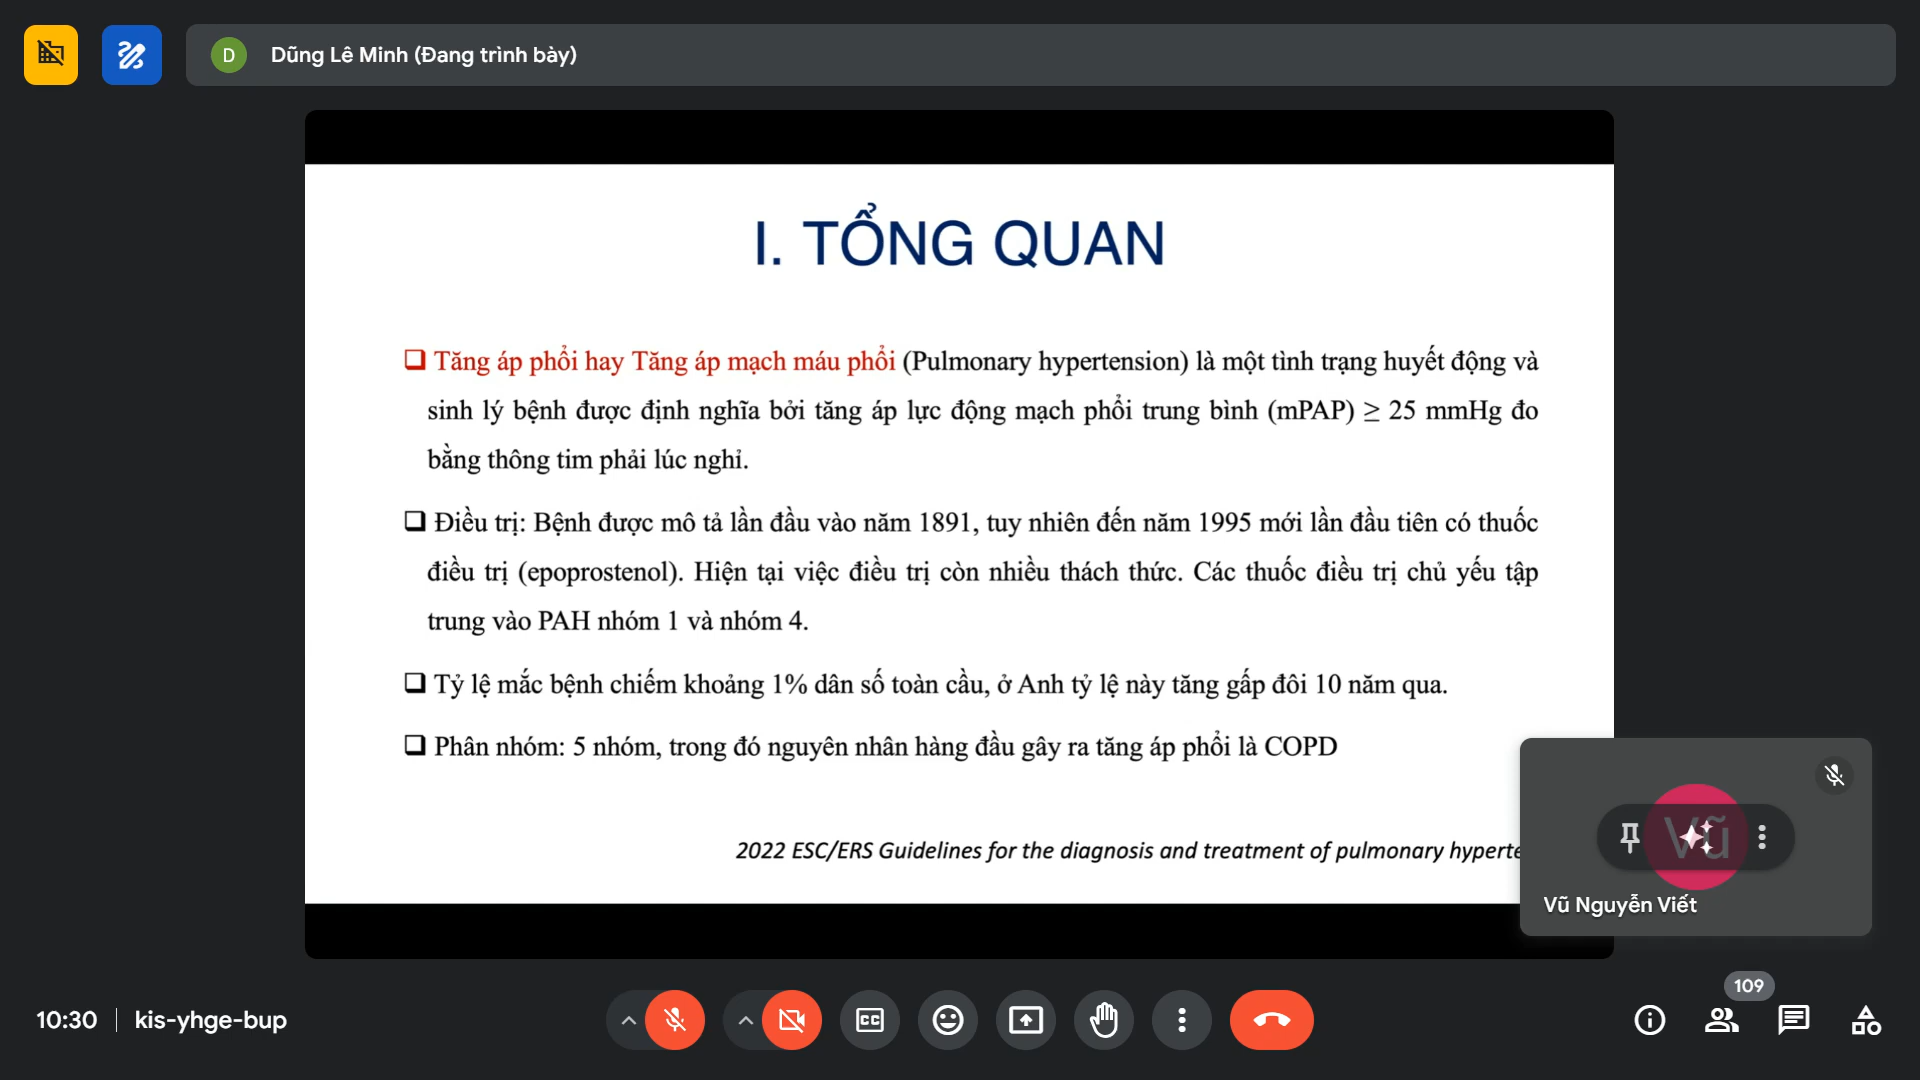 D Dũng Lê Minh (Đang trình bày)
I. TỔNG QUAN
Tăng áp phổi hay Tăng áp mạch máu phổi (Pulmonary hypertension) là một tình trạng huyết động và
sinh lý bệnh được định nghĩa bởi tăng áp lực động mạch phổi trung bình (mPAP) ≥ 25 mmHg đo
bằng thông tim phải lúc nghỉ.
Điều trị: Bệnh được mô tả lần đầu vào năm 1891, tuy nhiên đến năm 1995 mới lần đầu tiên có thuốc
điều trị (epoprostenol). Hiện tại việc điều trị còn nhiều thách thức. Các thuốc điều trị chủ yếu tập
trung vào PAH nhóm 1 và nhóm 4.
Tỷ lệ mắc bệnh chiếm khoảng 1% dân số toàn cầu, ở Anh tỷ lệ này tăng gấp đôi 10 năm qua.
Phân nhóm: 5 nhóm, trong đó nguyên nhân hàng đầu gây ra tăng áp phổi là COPD
2022 ESC/ERS Guidelines for the diagnosis and treatment of pulmonary hyperte
Vũ
Vũ Nguyễn Viết
10:30 kis-yhge-bup
CC
109